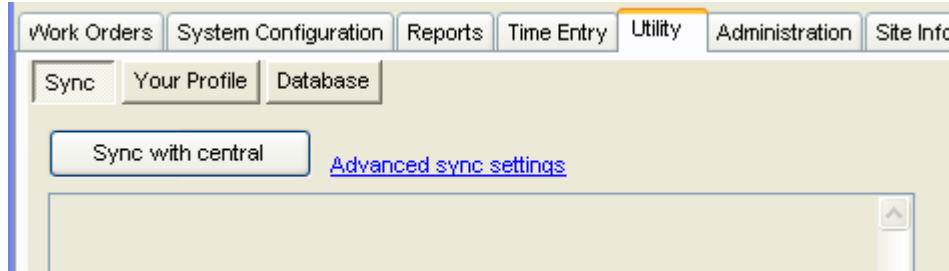 Work Orders System Configuration Reports Time Entry Utility Administration Site Info
Sync Your Profile Database
Sync with central Advanced sync settings